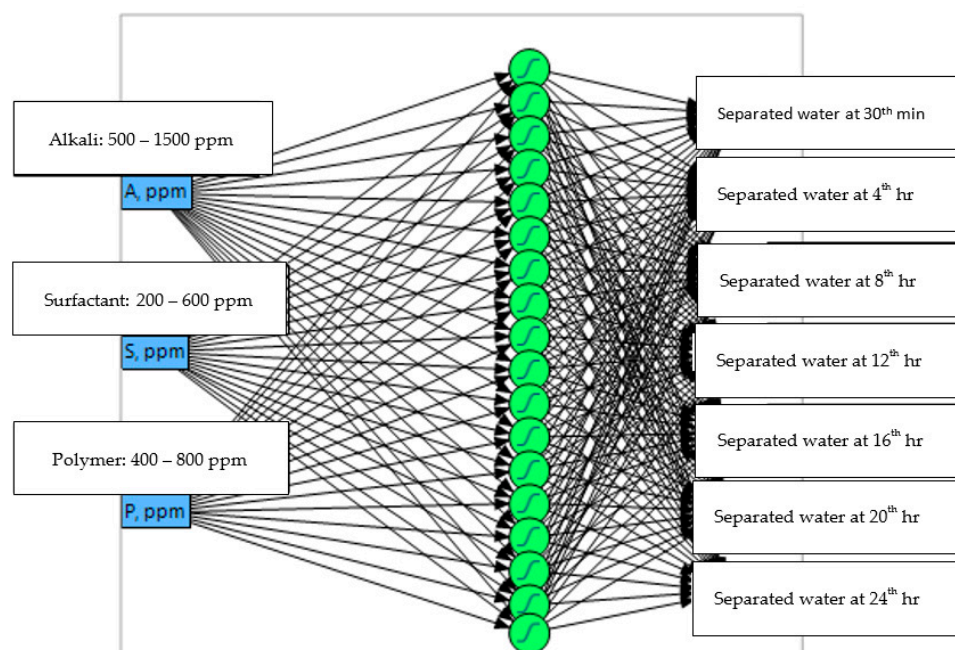 Alkali: 500 – 1500 ppm
A, ppm
Surfactant: 200 – 600 ppm
S, ppm
Polymer: 400 – 800 ppm
P, ppm
Separated water at 30th min
Separated water at 4th hr
Separated water at 8th hr
Separated water at 12th hr
Separated water at 16th hr
Separated water at 20th hr
Separated water at 24th hr